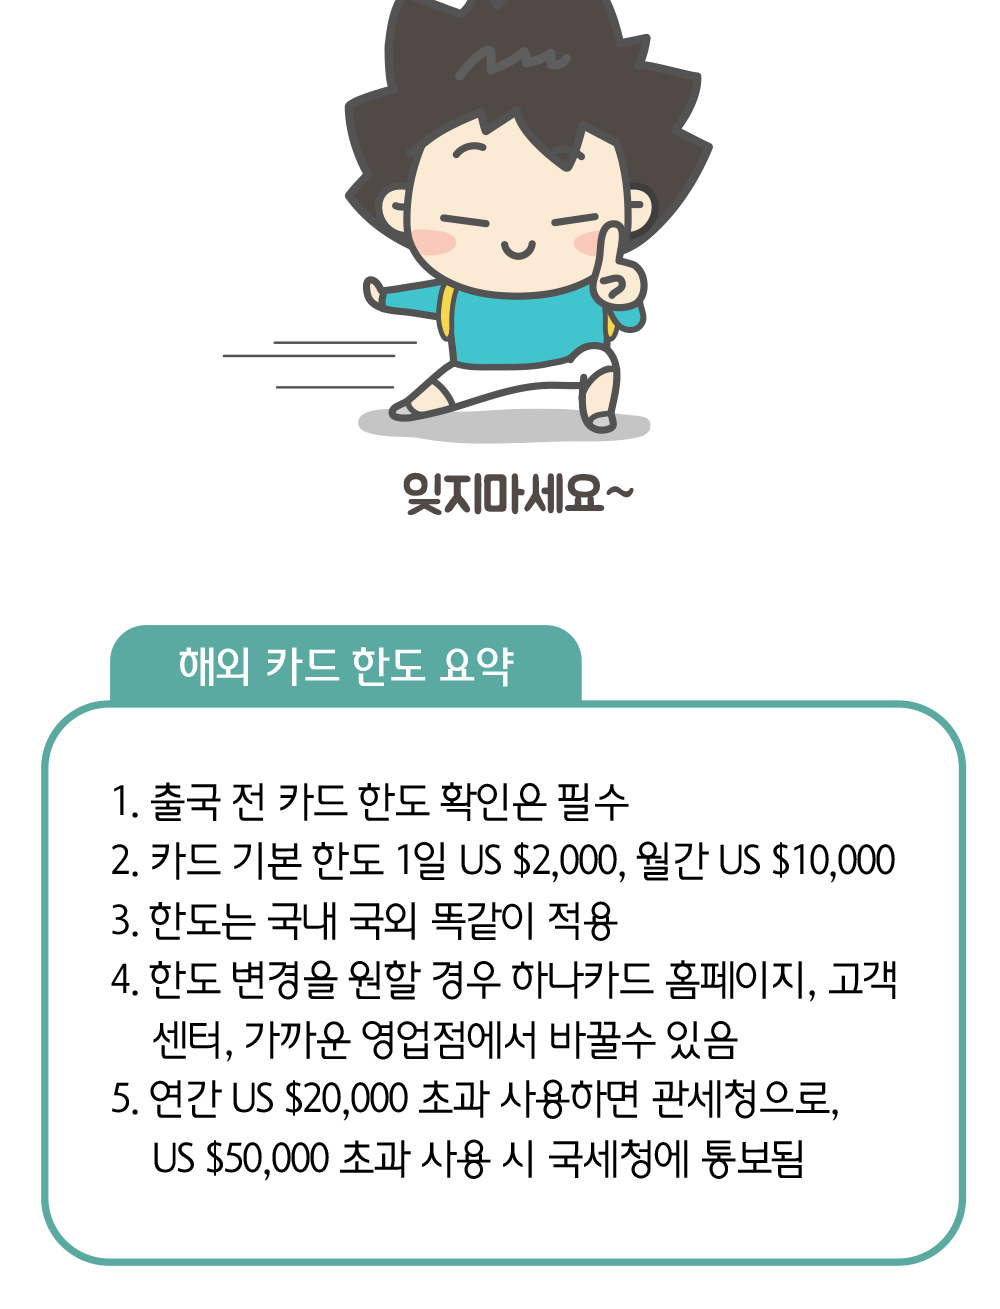 잊지마세요~
해외 카드 한도 요약
1. 출국 전 카드 한도 확인은 필수
2. 카드 기본 한도 1일 US $2,000, 월간 US $10,000
3. 한도는 국내 국외 똑같이 적용
4. 한도 변경을 원할 경우 하나카드 홈페이지, 고객
센터, 가까운 영업점에서 바꿀수 있음
5. 연간 US $20,000 초과 사용하면 관세청으로,
US $50,000 초과 사용 시 국세청에 통보됨